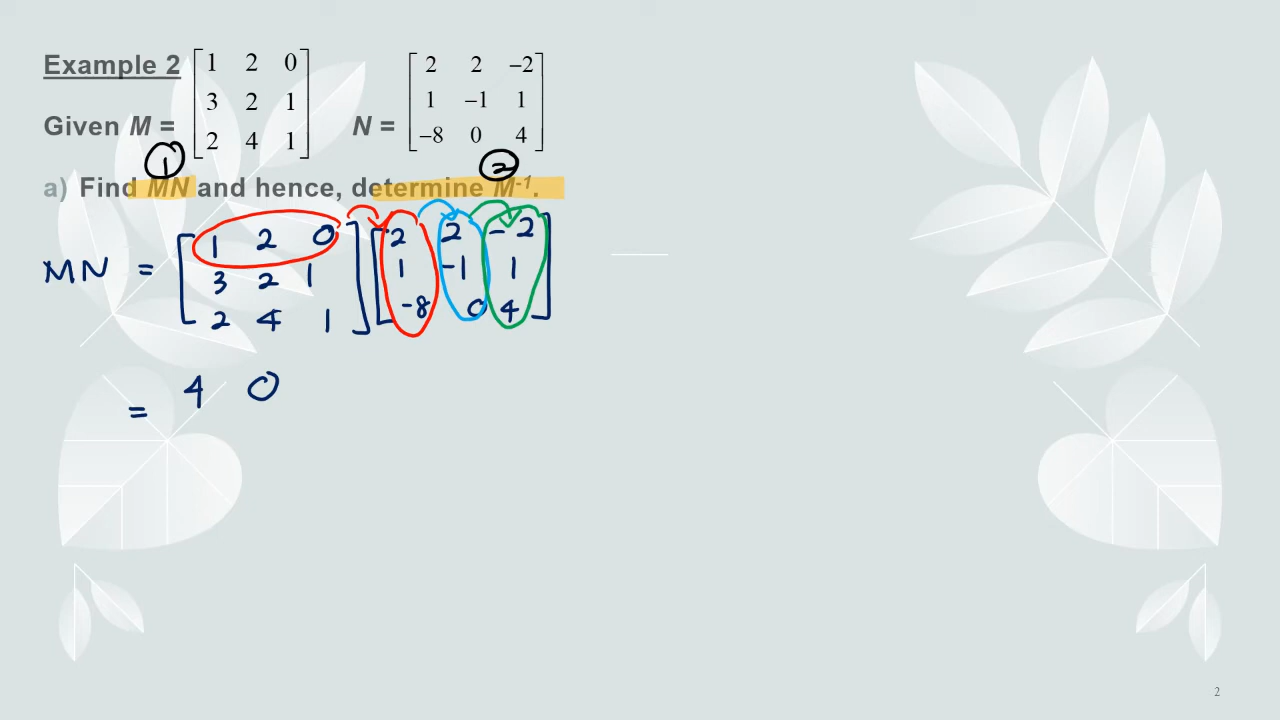 Example 2
Given M = [1 2 0; 3 2 1; 2 4 1] N = [2 2 −2; 1 −1 1; −8 0 4]
① ②
a) Find MN and hence, determine M⁻¹.
MN = [1 2 0; 3 2 1; 2 4 1] [2 2 -2; 1 -1 1; -8 0 4]
= 4 0
2